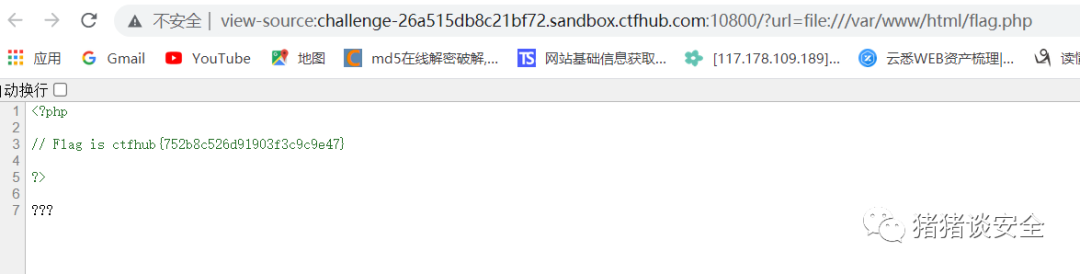 不安全 | view-source:challenge-26a515db8c21bf72.sandbox.ctfhub.com:10800/?url=file:///var/www/html/flag.php
应用 Gmail YouTube 地图 md5在线解密破解,... TS 网站基础信息获取... [117.178.109.189]... 云悉WEB资产梳理|...
自动换行
1 <?php
2
3 // Flag is ctfhub{752b8c526d91903f3c9c9e47}
4
5 ?>
6
7 ???
猪猪谈安全